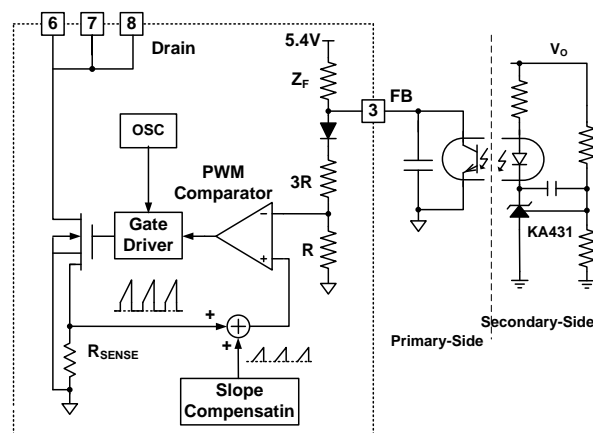 6 7 8
Drain
5.4V
Z_F
3
FB
V_O
OSC
PWM
Comparator
3R
R
Gate
Driver
−
+
KA431
+
+
R_SENSE
Slope
Compensatin
Primary-Side
Secondary-Side